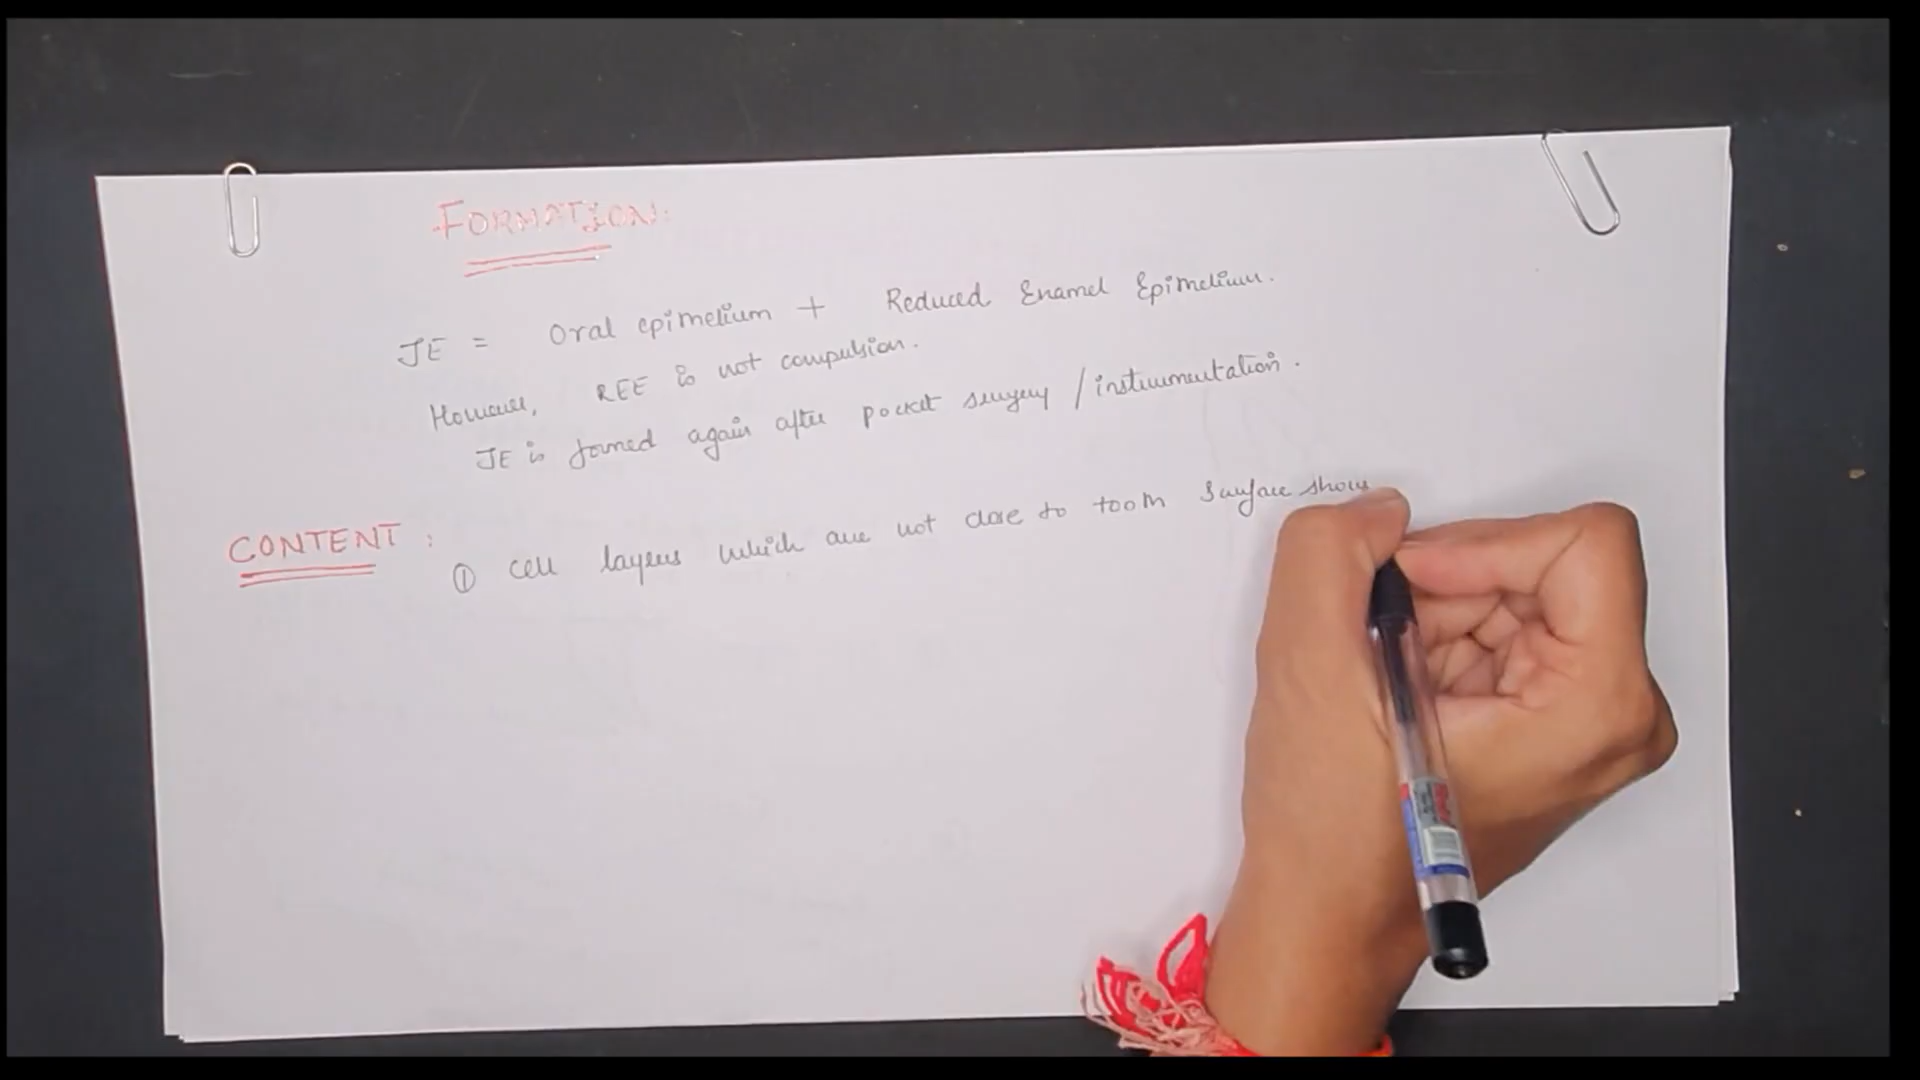 FORMATION:
JE = Oral epithelium + Reduced Enamel Epithelium.
However, REE is not compulsion.
JE is formed again after pocket surgery / instrumentation.
CONTENT:
① cell layers which are not close to tooth surface show